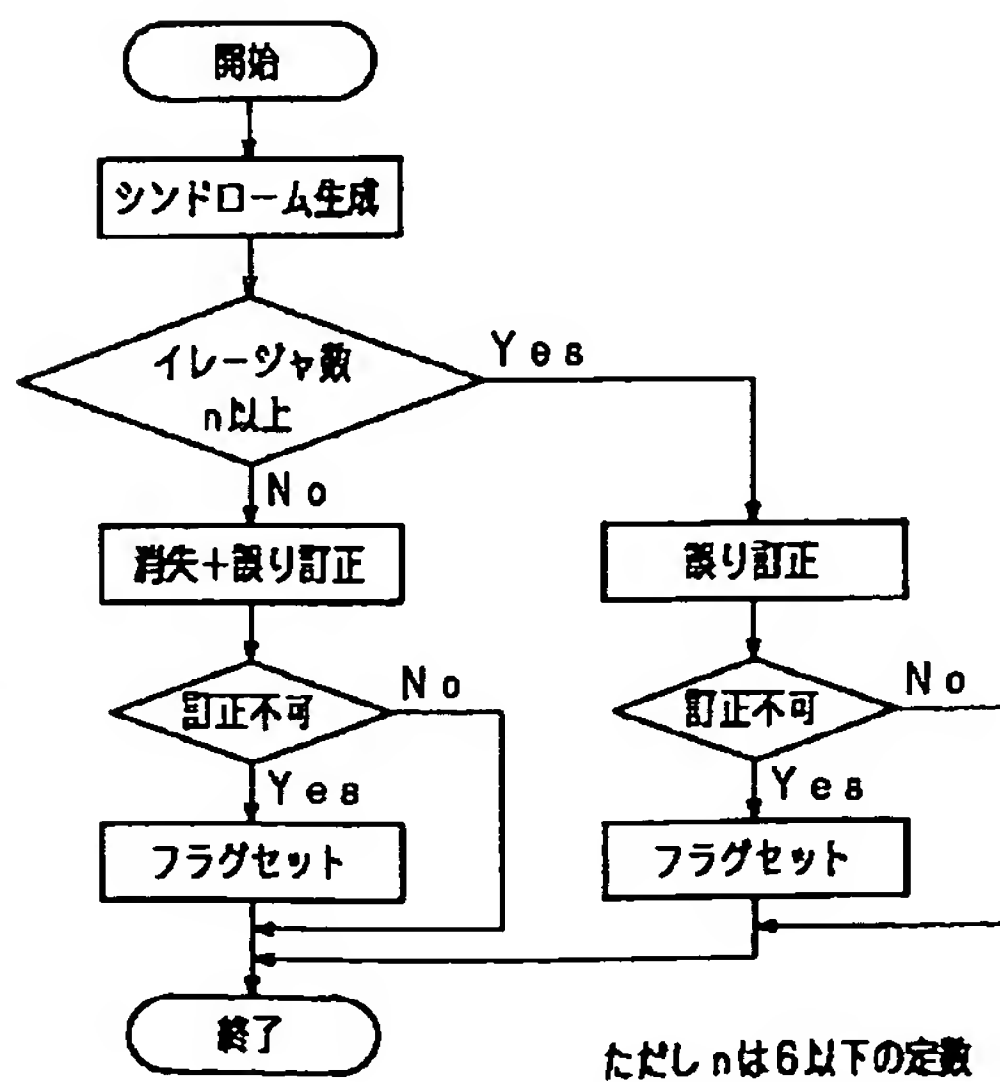 開始
シンドローム生成
イレージャ数
n以上
Yes
No
消失+誤り訂正
誤り訂正
訂正不可
No
訂正不可
No
Yes
Yes
フラグセット
フラグセット
終了
ただしnは6以下の定数